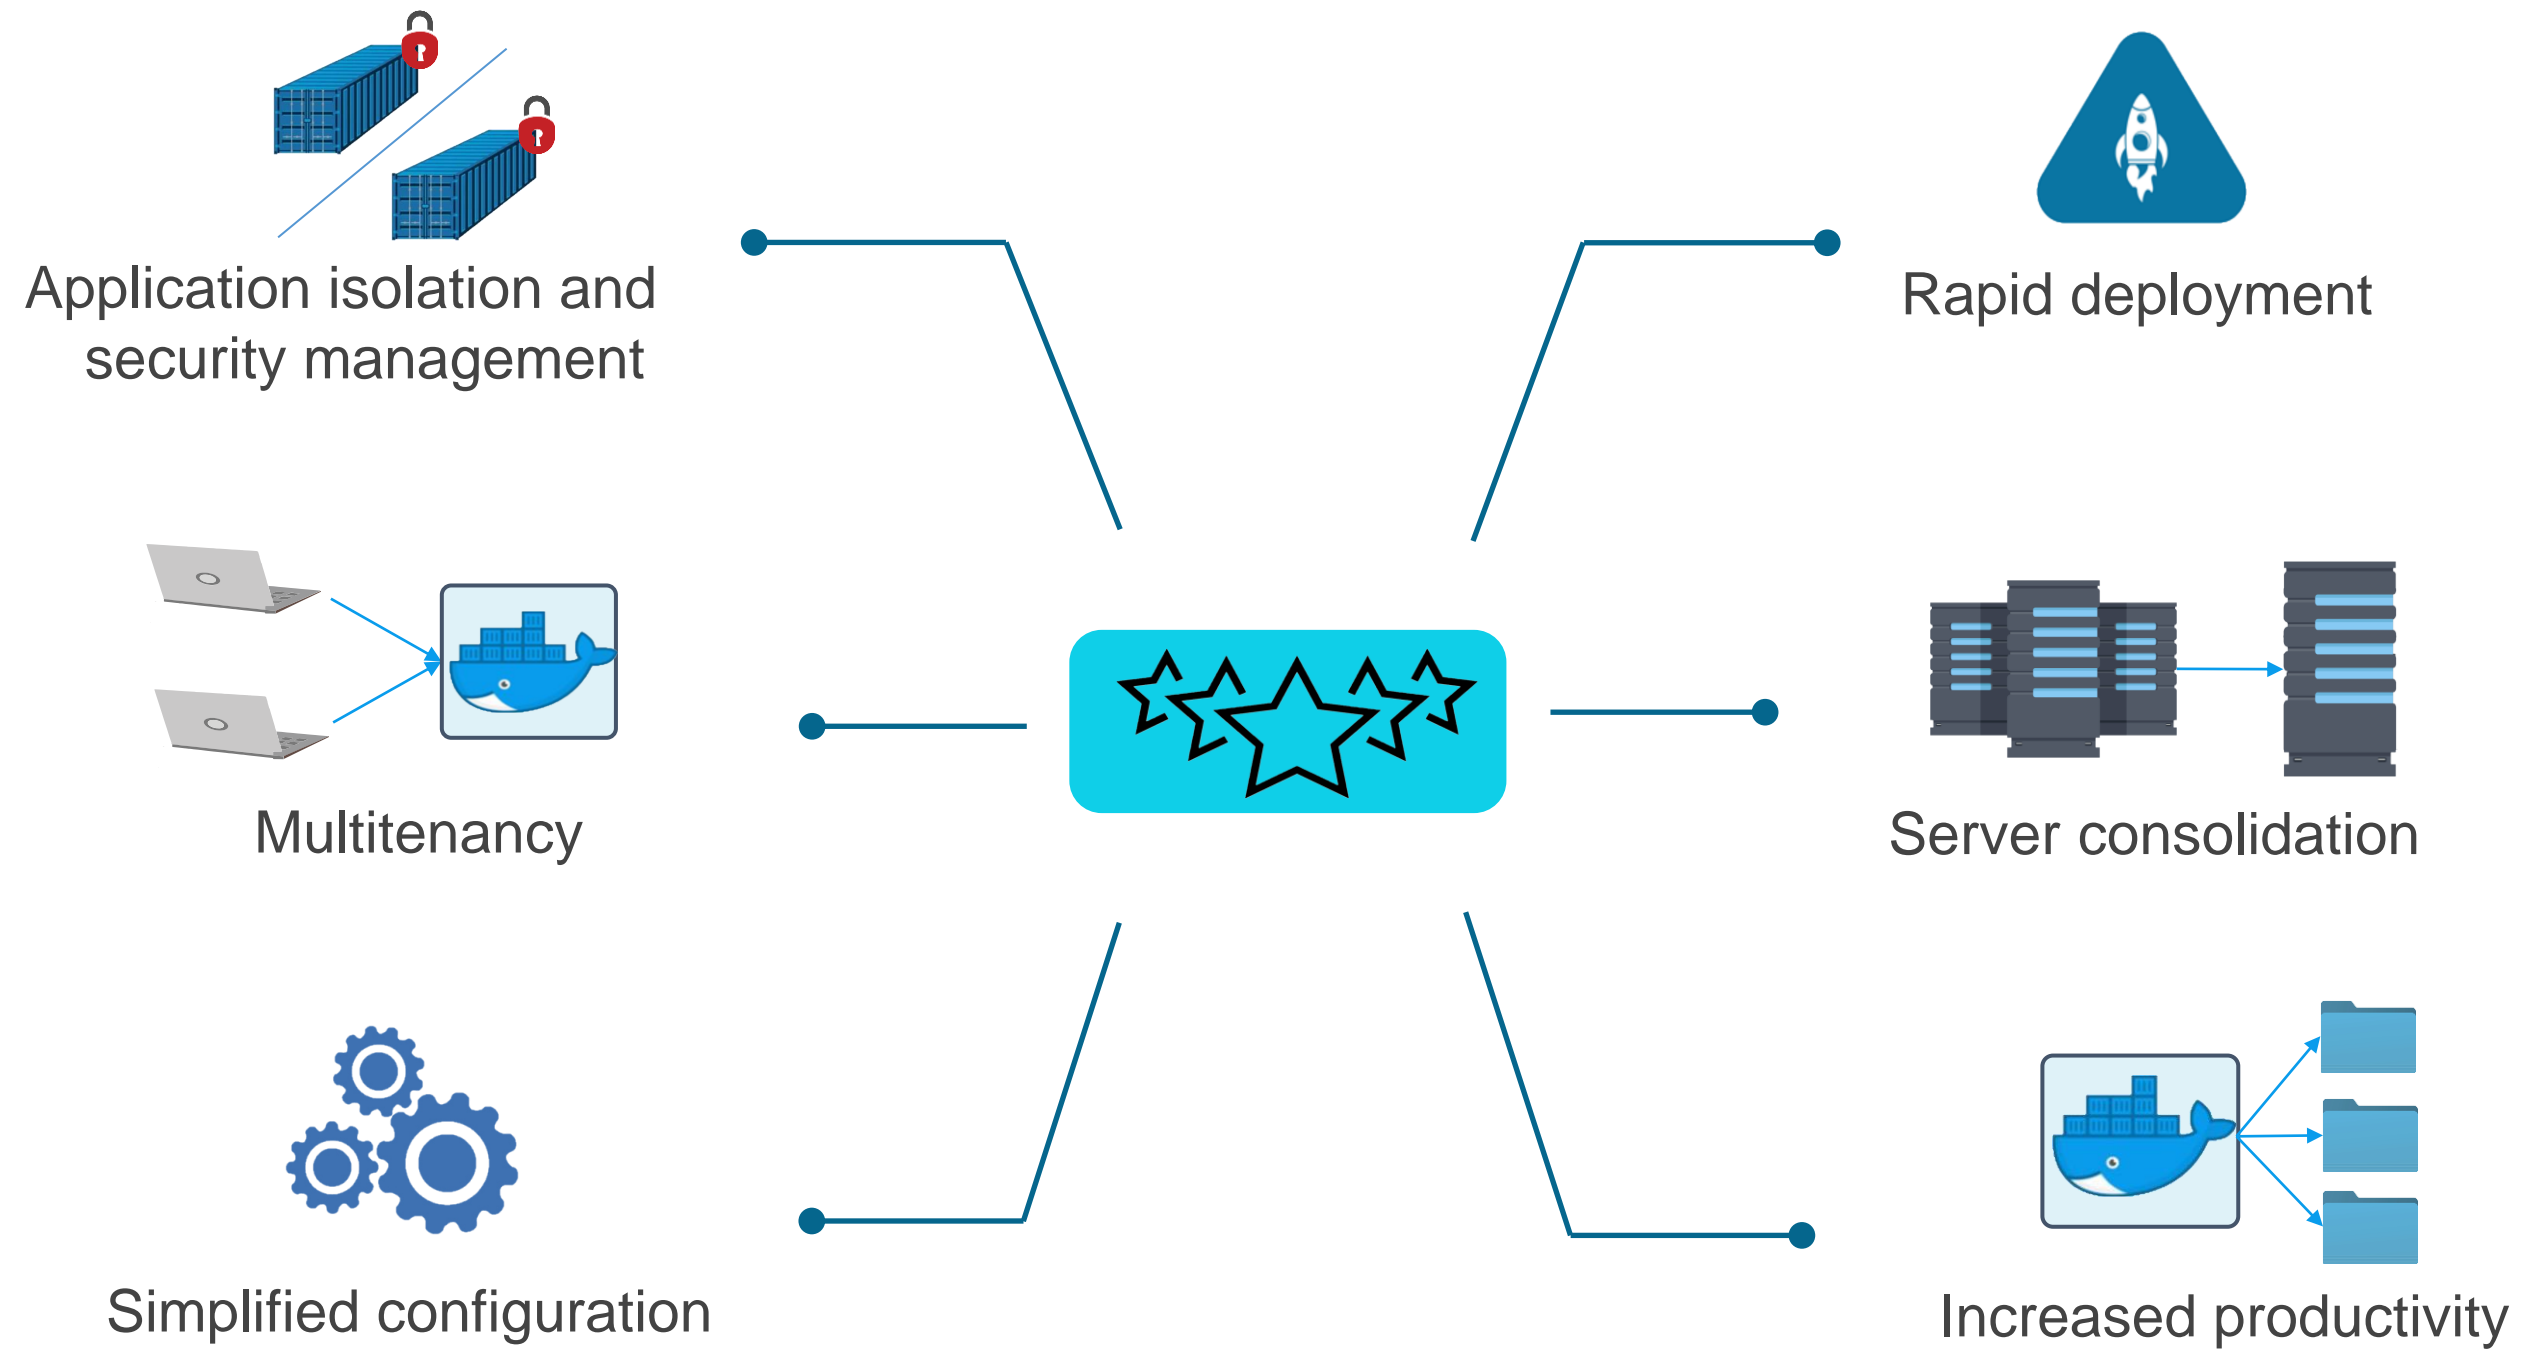 Application isolation and
security management
Rapid deployment
Multitenancy
Server consolidation
Simplified configuration
Increased productivity